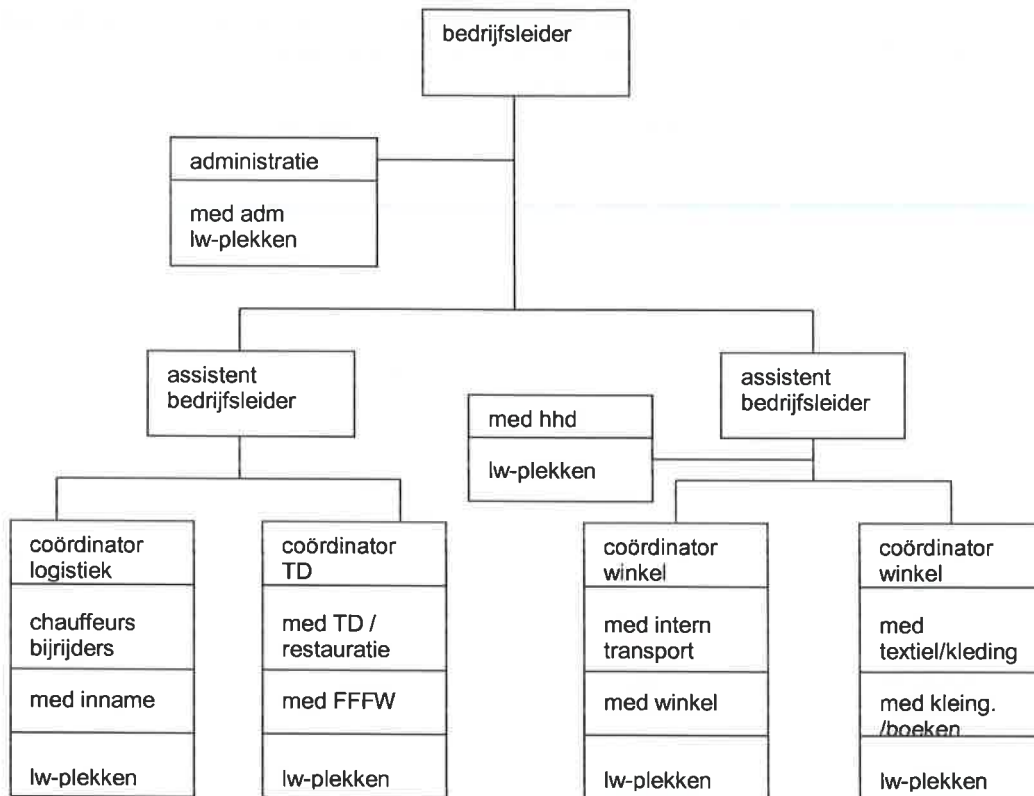 bedrijfsleider
administratie
med adm
lw-plekken
assistent
bedrijfsleider
assistent
bedrijfsleider
med hhd
lw-plekken
coördinator
logistiek
chauffeurs
bijrijders
med inname
lw-plekken
coördinator
TD
med TD /
restauratie
med FFFW
lw-plekken
coördinator
winkel
med intern
transport
med winkel
lw-plekken
coördinator
winkel
med
textiel/kleding
med kleing.
/boeken
lw-plekken